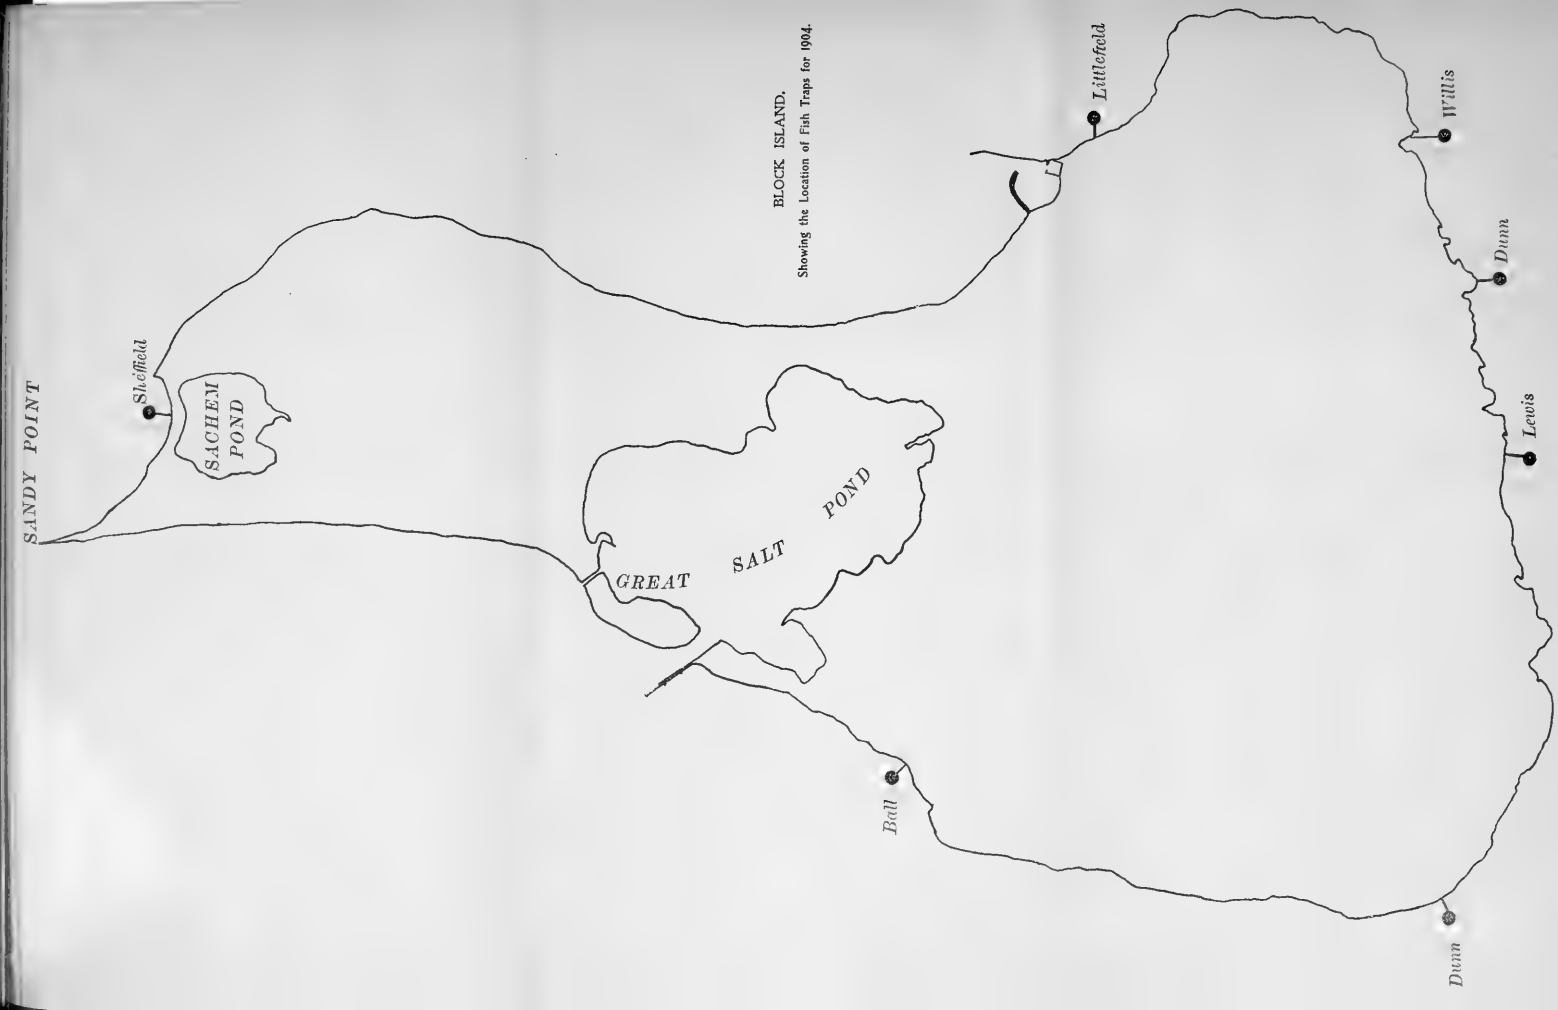 BLOCK ISLAND.
Showing the Location of Fish Traps for 1904.
SANDY POINT
Sheffield
SACHEM
POND
GREAT
SALT
POND
Littlefield
Willis
Dunn
Lewis
Ball
Dunn